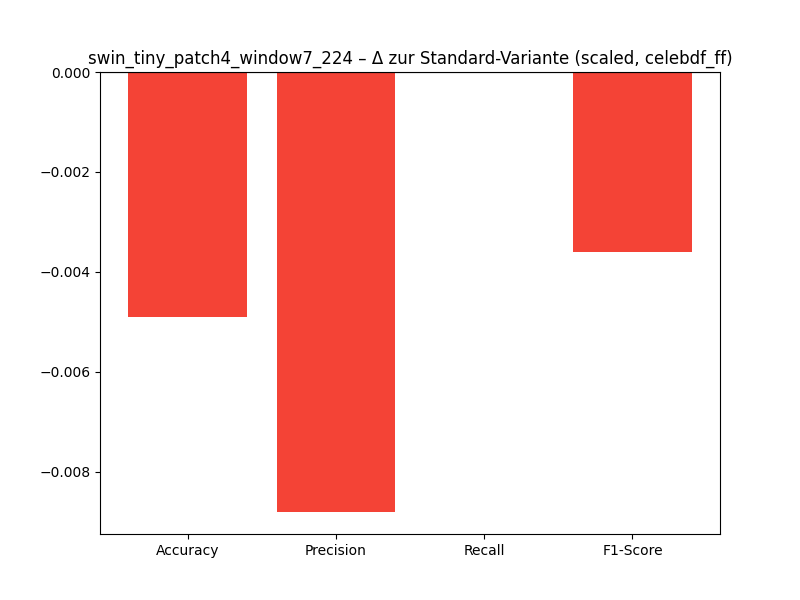 swin_tiny_patch4_window7_224 – Δ zur Standard-Variante (scaled, celebdf_ff)
0.000
−0.002
−0.004
−0.006
−0.008
Accuracy Precision Recall F1-Score